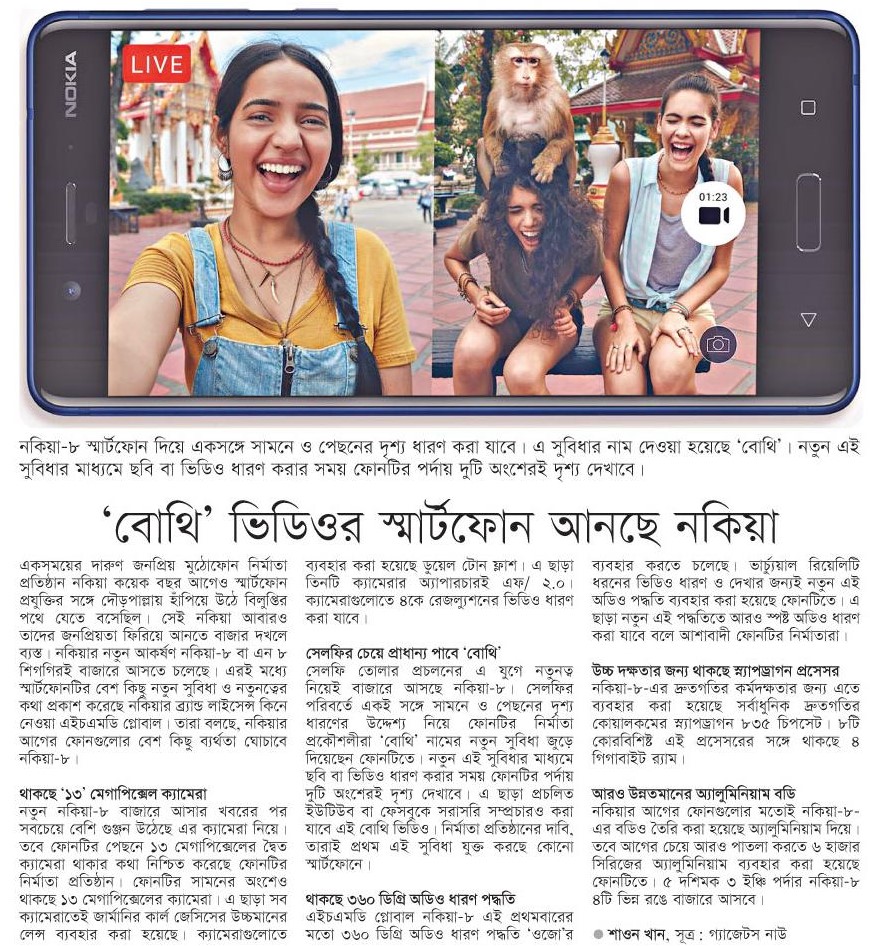 NOKIA
LIVE
01:23
নকিয়া-৮ স্মার্টফোন দিয়ে একসঙ্গে সামনে ও পেছনের দৃশ্য ধারণ করা যাবে। এ সুবিধার নাম দেওয়া হয়েছে ‘বোথি’। নতুন এই
সুবিধার মাধ্যমে ছবি বা ভিডিও ধারণ করার সময় ফোনটির পর্দায় দুটি অংশেরই দৃশ্য দেখাবে।
‘বোথি’ ভিডিওর স্মার্টফোন আনছে নকিয়া
একসময়ের দারুণ জনপ্রিয় মুঠোফোন নির্মাতা
প্রতিষ্ঠান নকিয়া কয়েক বছর আগেও স্মার্টফোন
প্রযুক্তির সঙ্গে দৌড়পাল্লায় হাঁপিয়ে উঠে বিলুপ্তির
পথে যেতে বসেছিল। সেই নকিয়া আবারও
তাদের জনপ্রিয়তা ফিরিয়ে আনতে বাজার দখলে
ব্যস্ত। নকিয়ার নতুন আকর্ষণ নকিয়া-৮ বা এন ৮
শিগগিরই বাজারে আসতে চলেছে। এরই মধ্যে
স্মার্টফোনটির বেশ কিছু নতুন সুবিধা ও নতুনত্বের
কথা প্রকাশ করেছে নকিয়ার ব্র্যান্ড লাইসেন্স কিনে
নেওয়া এইচএমডি গ্লোবাল। তারা বলছে, নকিয়ার
আগের ফোনগুলোর বেশ কিছু ব্যর্থতা ঘোচাবে
নকিয়া-৮।
থাকছে ‘১৩’ মেগাপিক্সেল ক্যামেরা
নতুন নকিয়া-৮ বাজারে আসার খবরের পর
সবচেয়ে বেশি গুঞ্জন উঠেছে এর ক্যামেরা নিয়ে।
তবে ফোনটির পেছনে ১৩ মেগাপিক্সেলের দ্বৈত
ক্যামেরা থাকার কথা নিশ্চিত করেছে ফোনটির
নির্মাতা প্রতিষ্ঠান। ফোনটির সামনের অংশেও
থাকছে ১৩ মেগাপিক্সেলের ক্যামেরা। এ ছাড়া সব
ক্যামেরাতেই জার্মানির কার্ল জেসিসের উচ্চমানের
লেন্স ব্যবহার করা হয়েছে। ক্যামেরাগুলোতে
ব্যবহার করা হয়েছে ডুয়েল টোন ফ্লাশ। এ ছাড়া
তিনটি ক্যামেরার অ্যাপারচারই এফ/ ২.০।
ক্যামেরাগুলোতে ৪কে রেজল্যুশনের ভিডিও ধারণ
করা যাবে।
সেলফির চেয়ে প্রাধান্য পাবে ‘বোথি’
সেলফি তোলার প্রচলনের এ যুগে নতুনত্ব
নিয়েই বাজারে আসছে নকিয়া-৮। সেলফির
পরিবর্তে একই সঙ্গে সামনে ও পেছনের দৃশ্য
ধারণের উদ্দেশ্য নিয়ে ফোনটির নির্মাতা
প্রকৌশলীরা ‘বোথি’ নামের নতুন সুবিধা জুড়ে
দিয়েছেন ফোনটিতে। নতুন এই সুবিধার মাধ্যমে
ছবি বা ভিডিও ধারণ করার সময় ফোনটির পর্দায়
দুটি অংশেরই দৃশ্য দেখাবে। এ ছাড়া প্রচলিত
ইউটিউব বা ফেসবুকে সরাসরি সম্প্রচারও করা
যাবে এই বোথি ভিডিও। নির্মাতা প্রতিষ্ঠানের দাবি,
তারাই প্রথম এই সুবিধা যুক্ত করছে কোনো
স্মার্টফোনে।
থাকছে ৩৬০ ডিগ্রি অডিও ধারণ পদ্ধতি
এইচএমডি গ্লোবাল নকিয়া-৮ এই প্রথমবারের
মতো ৩৬০ ডিগ্রি অডিও ধারণ পদ্ধতি ‘ওজো’র
ব্যবহার করতে চলেছে। ভার্চ্যুয়াল রিয়েলিটি
ধরনের ভিডিও ধারণ ও দেখার জন্যই নতুন এই
অডিও পদ্ধতি ব্যবহার করা হয়েছে ফোনটিতে। এ
ছাড়া নতুন এই পদ্ধতিতে আরও স্পষ্ট অডিও ধারণ
করা যাবে বলে আশাবাদী ফোনটির নির্মাতারা।
উচ্চ দক্ষতার জন্য থাকছে স্ন্যাপড্রাগন প্রসেসর
নকিয়া-৮-এর দ্রুতগতির কর্মদক্ষতার জন্য এতে
ব্যবহার করা হয়েছে সর্বাধুনিক দ্রুতগতির
কোয়ালকমের স্ন্যাপড্রাগন ৮৩৫ চিপসেট। ৮টি
কোরবিশিষ্ট এই প্রসেসরের সঙ্গে থাকছে ৪
গিগাবাইট র‍্যাম।
আরও উন্নতমানের অ্যালুমিনিয়াম বডি
নকিয়ার আগের ফোনগুলোর মতোই নকিয়া-৮-
এর বডিও তৈরি করা হয়েছে অ্যালুমিনিয়াম দিয়ে।
তবে আগের চেয়ে আরও পাতলা করতে ৬ হাজার
সিরিজের অ্যালুমিনিয়াম ব্যবহার করা হয়েছে
ফোনটিতে। ৫ দশমিক ৩ ইঞ্চি পর্দার নকিয়া-৮
৪টি ভিন্ন রঙে বাজারে আসবে।
● শাওন খান, সূত্র : গ্যাজেটস নাউ